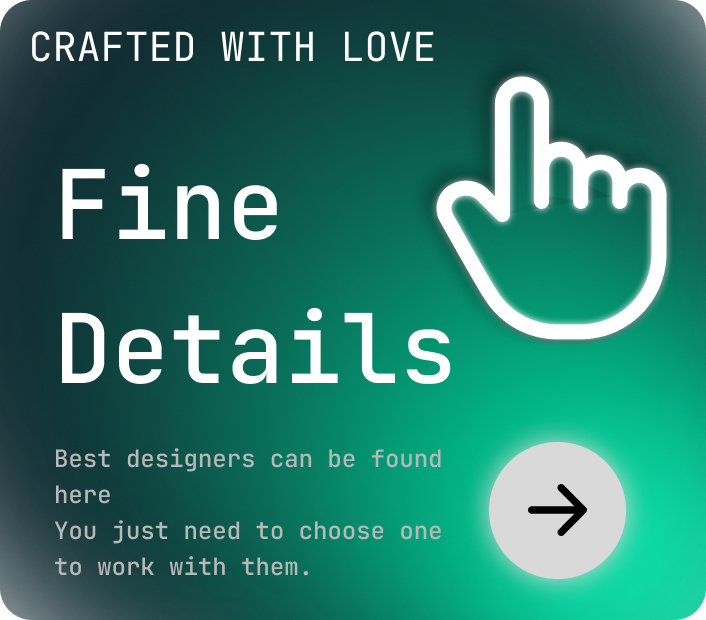 CRAFTED WITH LOVE
Fine
Details
Best designers can be found
here
You just need to choose one
to work with them.